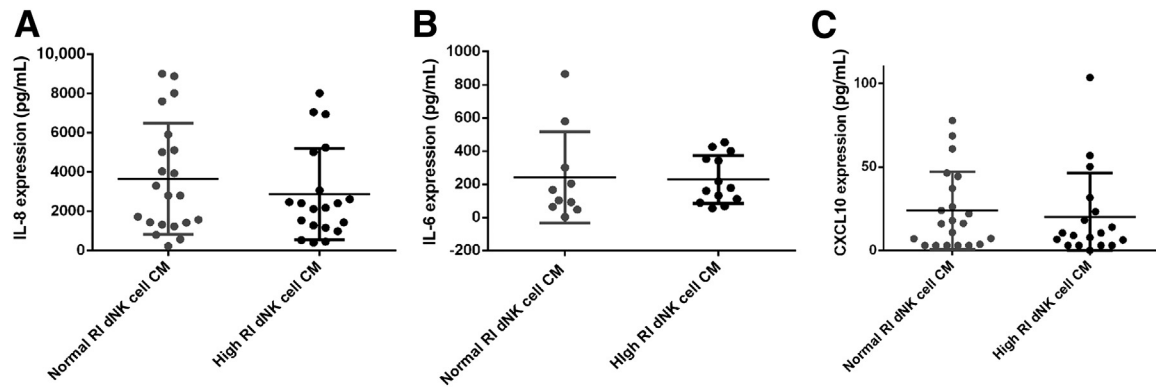 A
IL-8 expression (pg/mL)
10,000
8000
6000
4000
2000
0
Normal RI dNK cell CM
High RI dNK cell CM
B
IL-6 expression (pg/mL)
1000
800
600
400
200
0
-200
Normal RI dNK cell CM
HIgh RI dNK cell CM
C
CXCL10 expression (pg/mL)
100
50
0
Normal RI dNK cell CM
High RI dNK cell CM